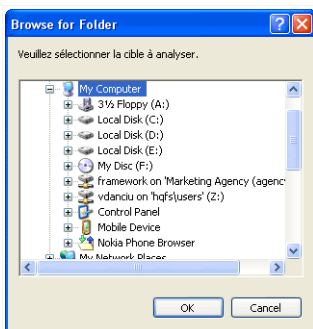 Browse for Folder
Veuillez sélectionner la cible à analyser.
My Computer
3½ Floppy (A:)
Local Disk (C:)
Local Disk (D:)
Local Disk (E:)
My Disc (F:)
framework on 'Marketing Agency (agenc
vdanciu on 'hqfs\users' (Z:)
Control Panel
Mobile Device
Nokia Phone Browser
My Network Places
OK
Cancel